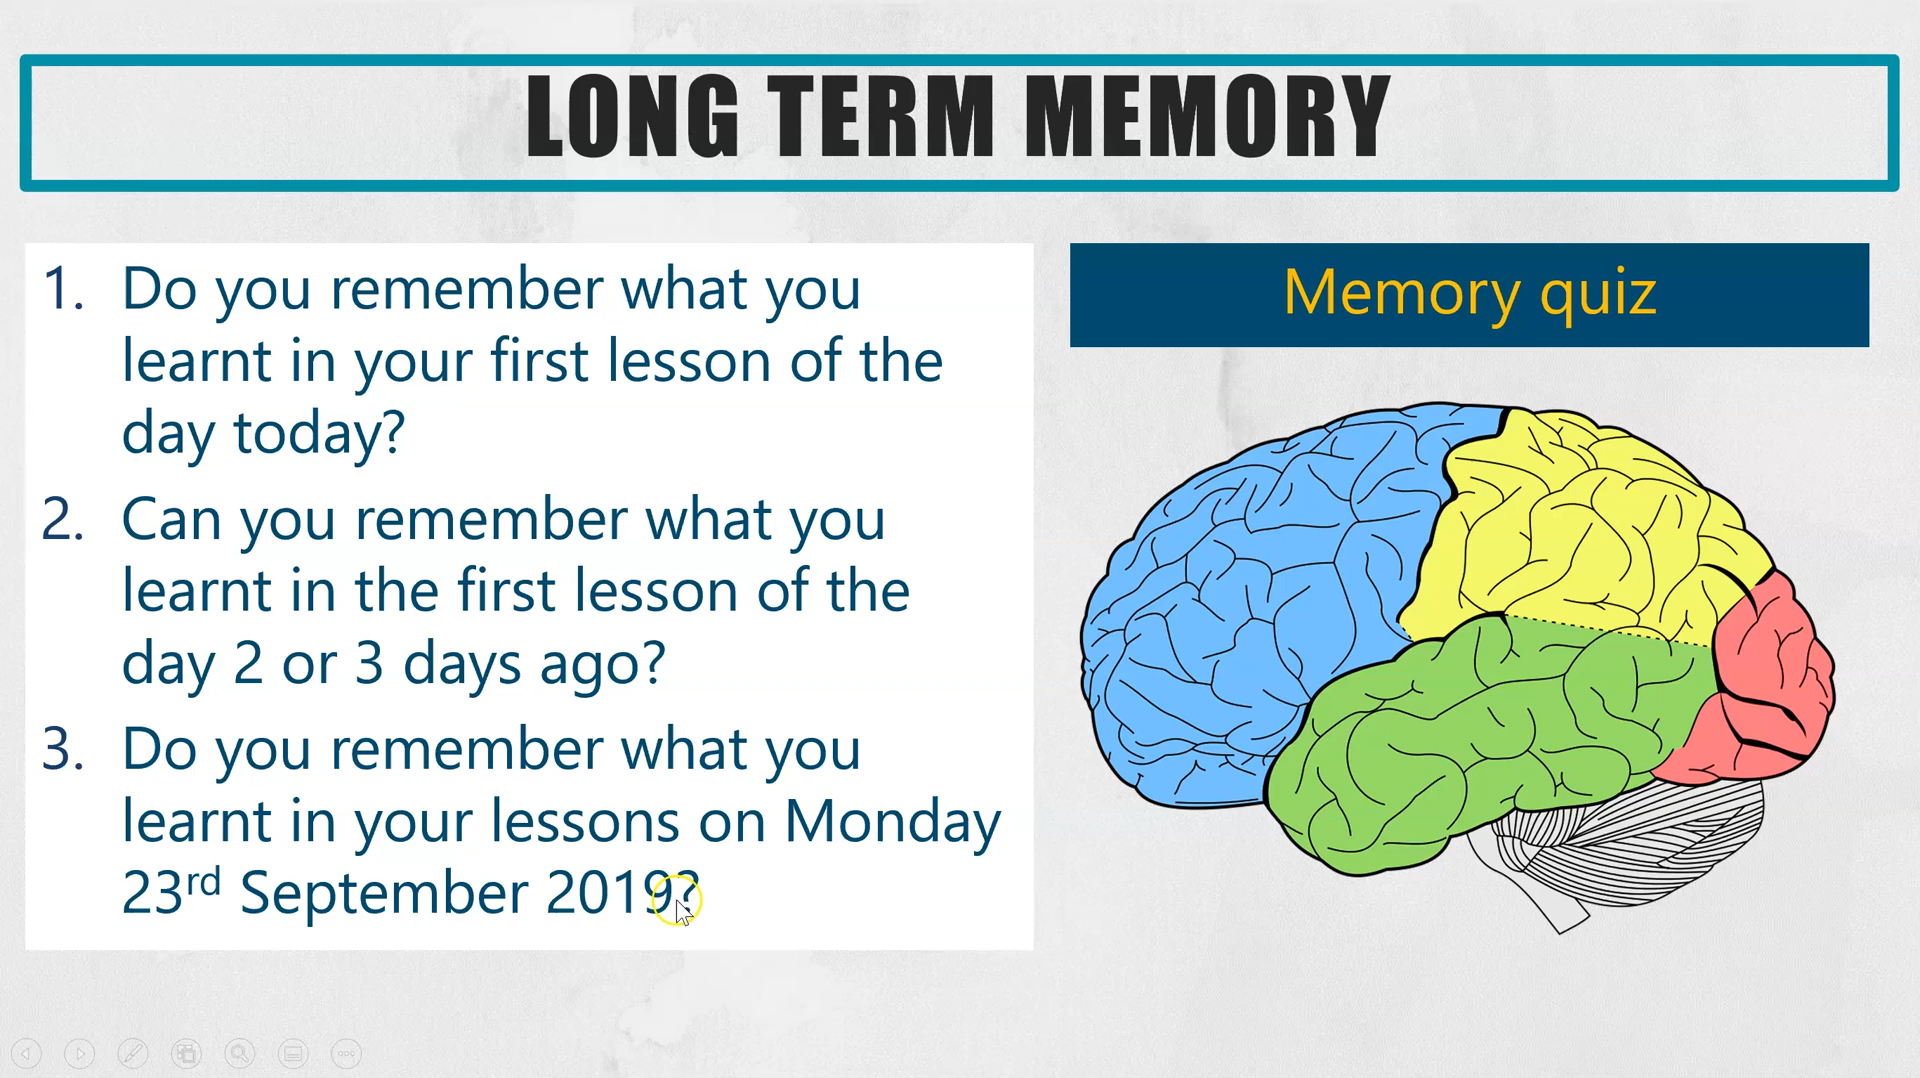 LONG TERM MEMORY
1. Do you remember what you
learnt in your first lesson of the
day today?
2. Can you remember what you
learnt in the first lesson of the
day 2 or 3 days ago?
3. Do you remember what you
learnt in your lessons on Monday
23rd September 2019?
Memory quiz